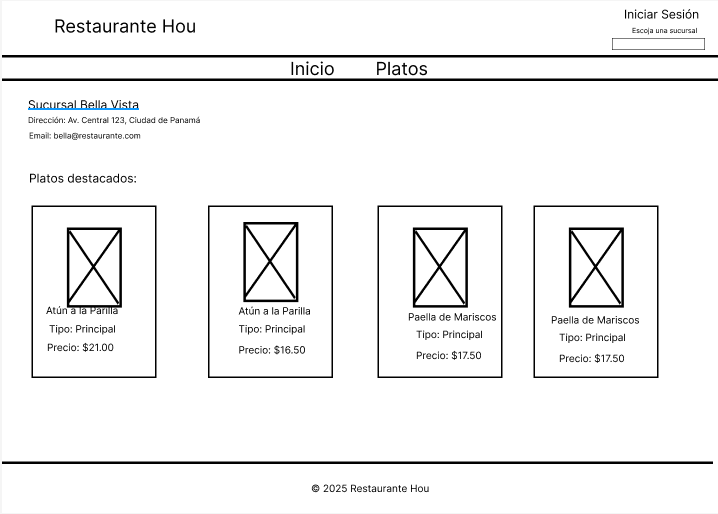 Restaurante Hou
Iniciar Sesión
Escoja una sucursal
Inicio
Platos
Sucursal Bella Vista
Dirección: Av. Central 123, Ciudad de Panamá
Email: bella@restaurante.com
Platos destacados:
Atún a la Parilla
Tipo: Principal
Precio: $21.00
Atún a la Parilla
Tipo: Principal
Precio: $16.50
Paella de Mariscos
Tipo: Principal
Precio: $17.50
Paella de Mariscos
Tipo: Principal
Precio: $17.50
© 2025 Restaurante Hou